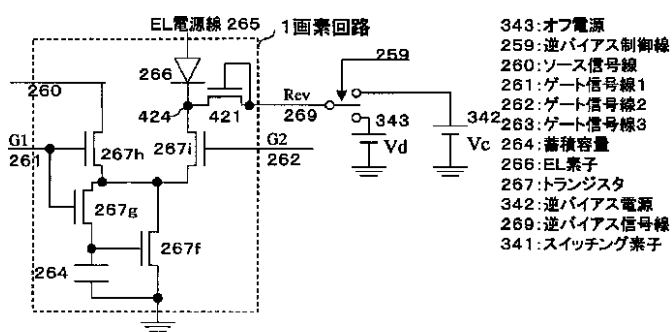 EL電源線 265
1画素回路
259
266
260
Rev
424
421
269
343
342
Vc
Vd
G1
261
267h
267i
G2
262
267g
267f
264
343:オフ電源
259:逆バイアス制御線
260:ソース信号線
261:ゲート信号線1
262:ゲート信号線2
263:ゲート信号線3
264:蓄積容量
266:EL素子
267:トランジスタ
342:逆バイアス電源
269:逆バイアス信号線
341:スイッチング素子